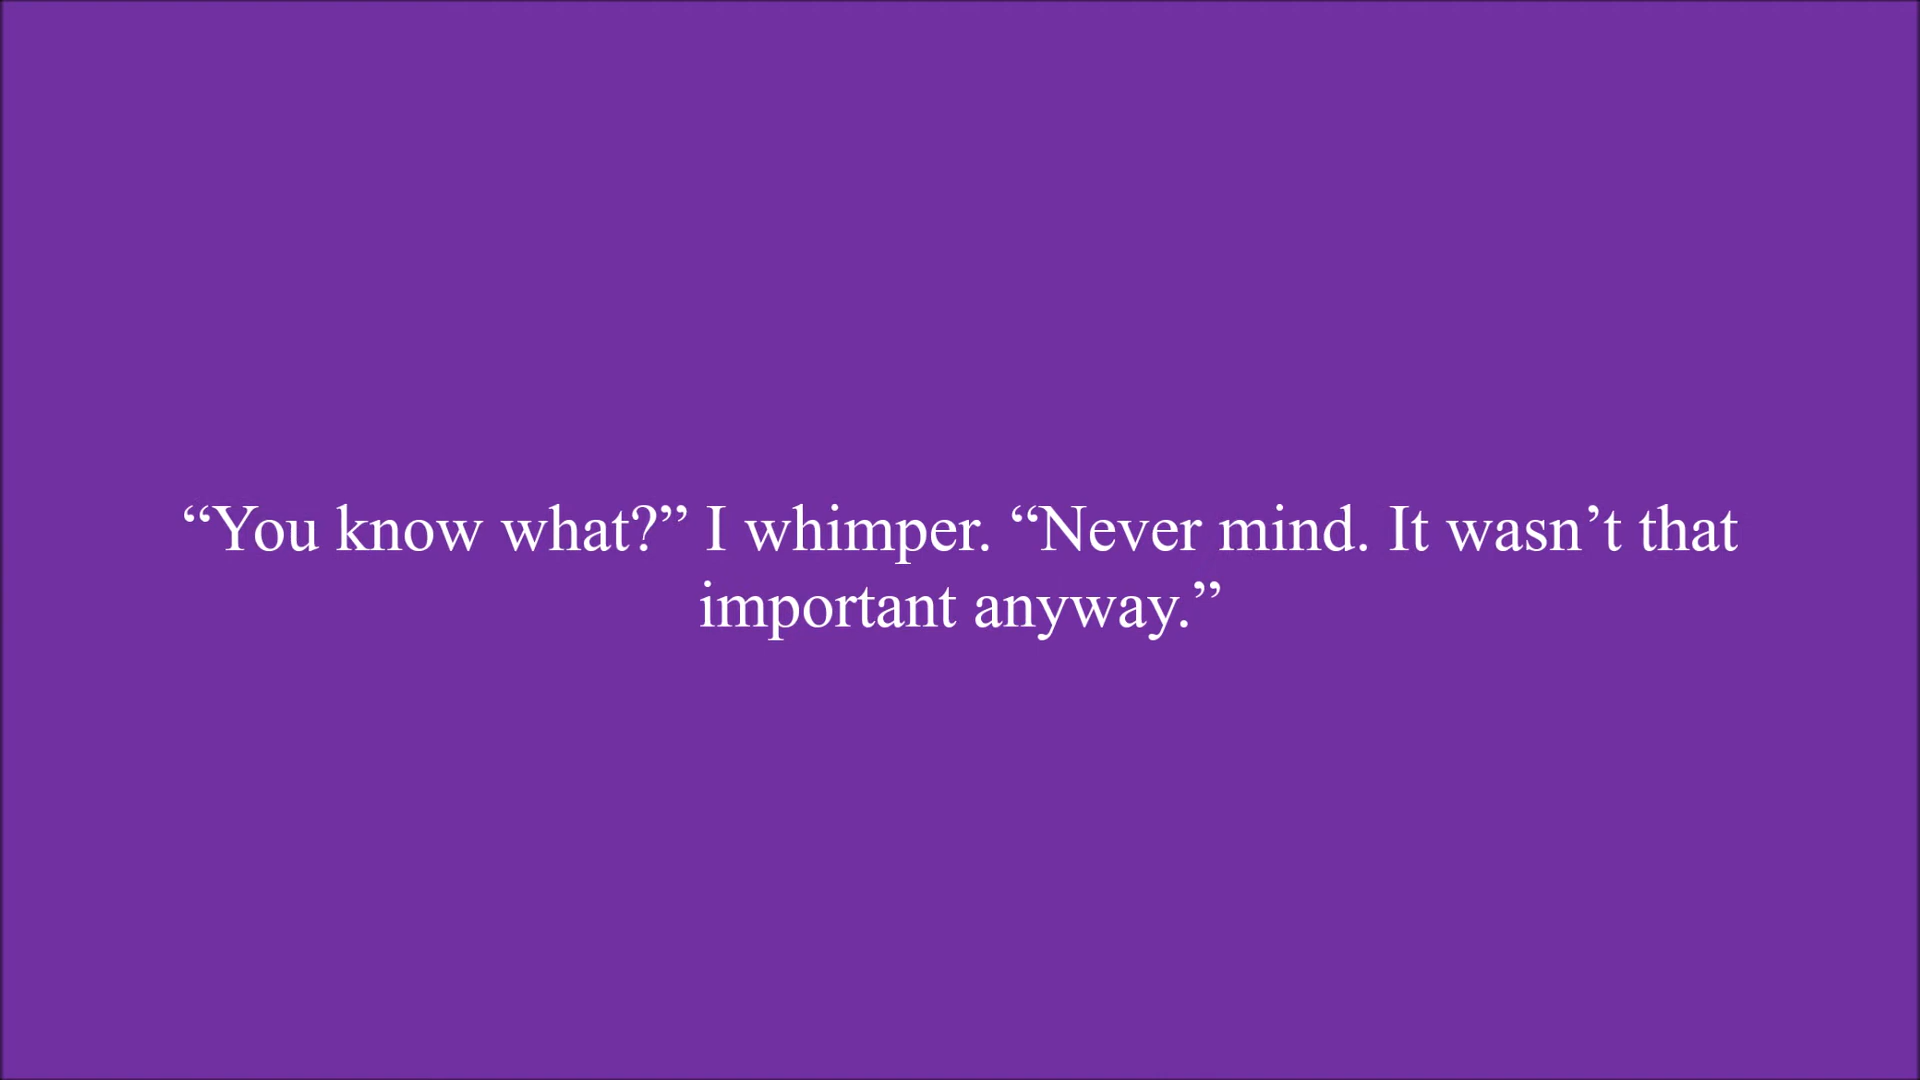 “You know what?” I whimper. “Never mind. It wasn’t that
important anyway.”